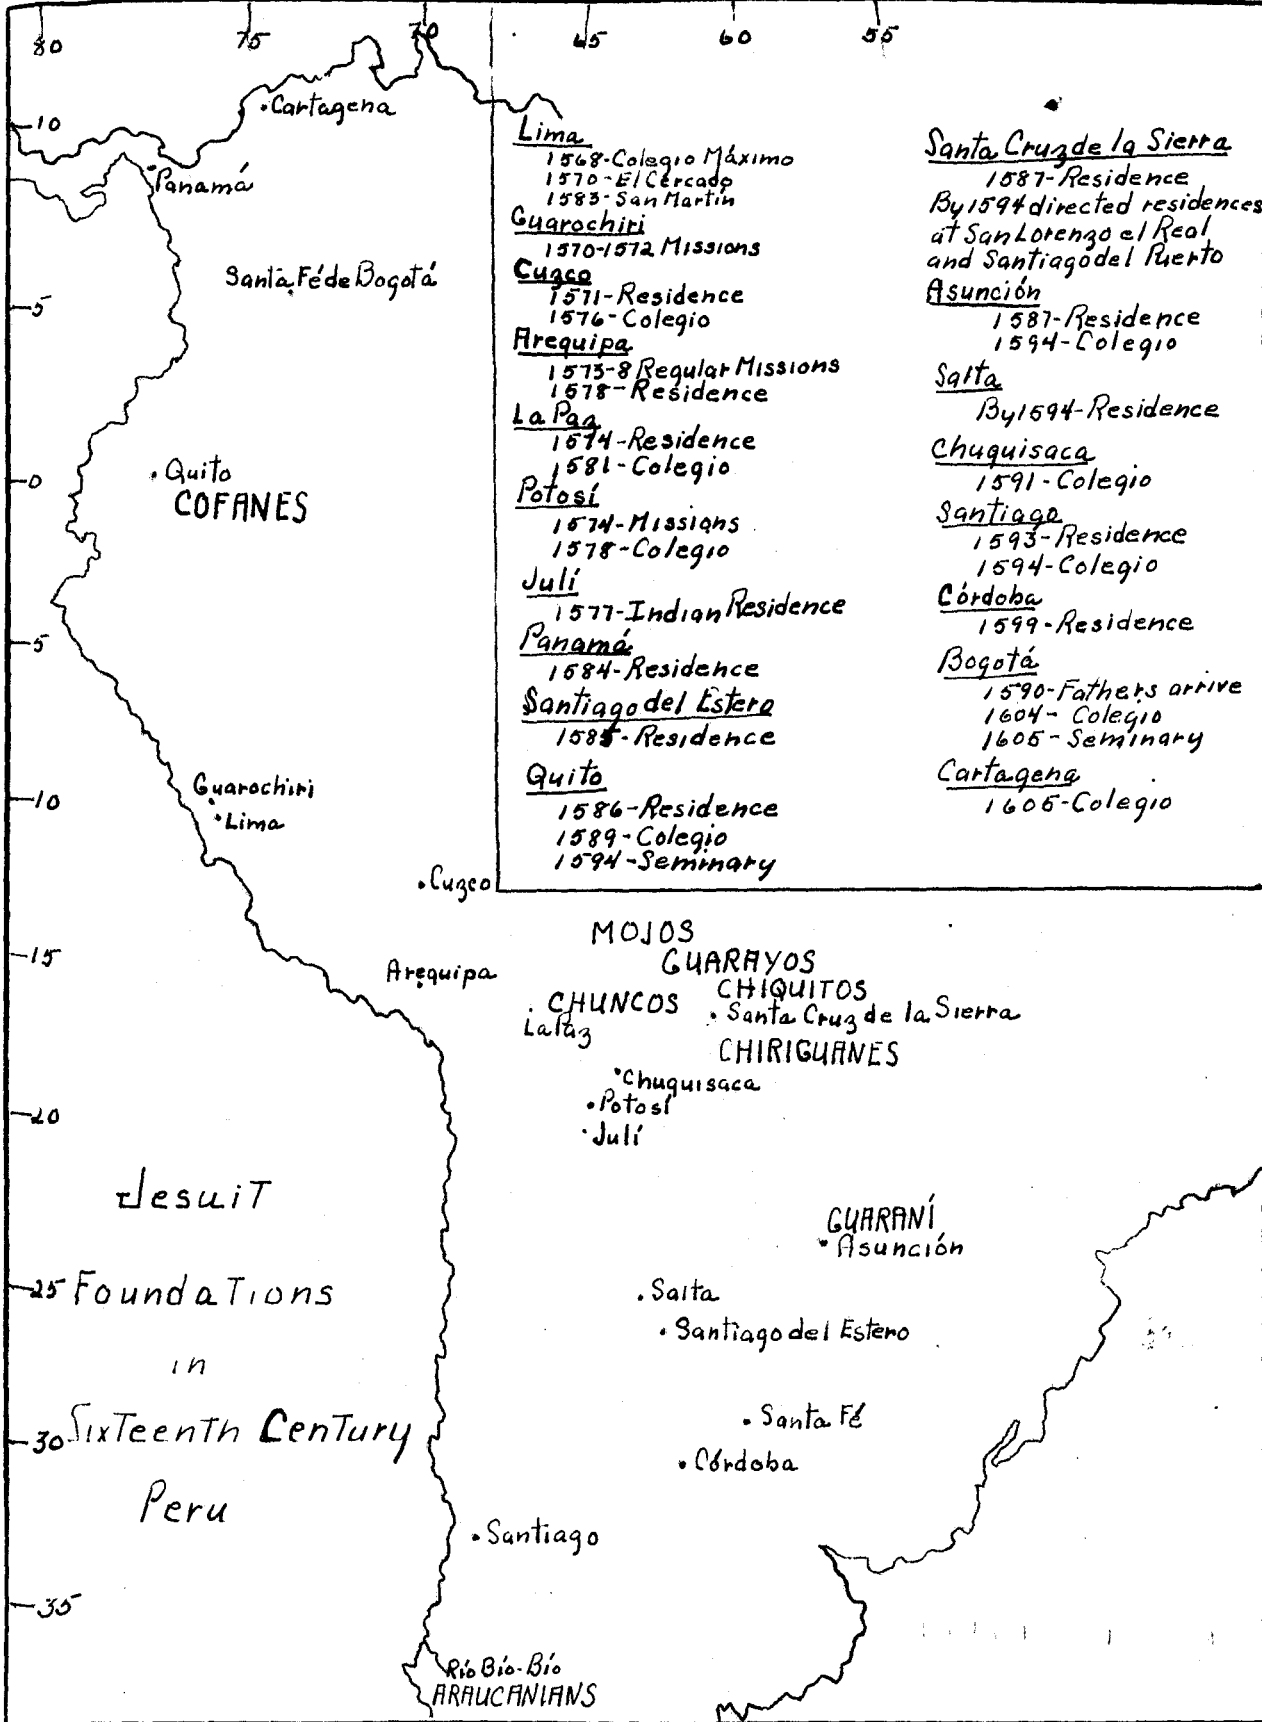 80 75 70 65 60 55
10
5
0
5
10
15
20
25
30
35
Cartagena
Panamá
Santa Fé de Bogotá
Quito
COFANES
Guarochiri
Lima
Cuzco
Arequipa
MOJOS
GUARAYOS
CHIQUITOS
CHUNCOS
La Paz
Santa Cruz de la Sierra
CHIRIGUANES
Chuquisaca
Potosí
Julí
GUARANÍ
Asunción
Salta
Santiago del Estero
Santa Fé
Córdoba
Santiago
Río Bío-Bío
ARAUCANIANS
Jesuit
Foundations
in
Sixteenth Century
Peru
Lima
1568-Colegio Máximo
1570-El Cercado
1583-San Martín
Guarochiri
1570-1572 Missions
Cuzco
1571-Residence
1576-Colegio
Arequipa
1573-8 Regular Missions
1578-Residence
La Paz
1574-Residence
1581-Colegio
Potosí
1574-Missions
1578-Colegio
Julí
1577-Indian Residence
Panamá
1584-Residence
Santiago del Estero
1585-Residence
Quito
1586-Residence
1589-Colegio
1594-Seminary
Santa Cruz de la Sierra
1587-Residence
By 1594 directed residences
at San Lorenzo el Real
and Santiago del Puerto
Asunción
1587-Residence
1594-Colegio
Salta
By 1594-Residence
Chuquisaca
1591-Colegio
Santiago
1593-Residence
1594-Colegio
Córdoba
1599-Residence
Bogotá
1590-Fathers arrive
1604-Colegio
1605-Seminary
Cartagena
1605-Colegio